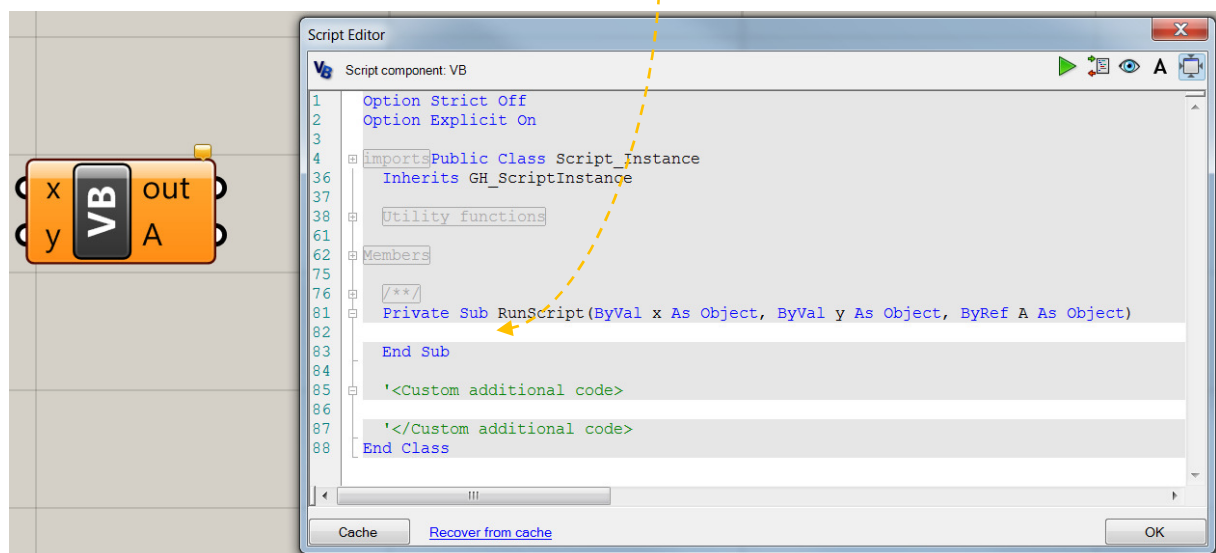 x
y
VB
out
A
Script Editor
X
VB Script component: VB
A
1 Option Strict Off
2 Option Explicit On
3
4 imports Public Class Script_Instance
36 Inherits GH_ScriptInstance
37
38 Utility functions
61
62 Members
75
76 /**/
81 Private Sub RunScript(ByVal x As Object, ByVal y As Object, ByRef A As Object)
82
83 End Sub
84
85 '<Custom additional code>
86
87 '</Custom additional code>
88 End Class
Cache Recover from cache OK